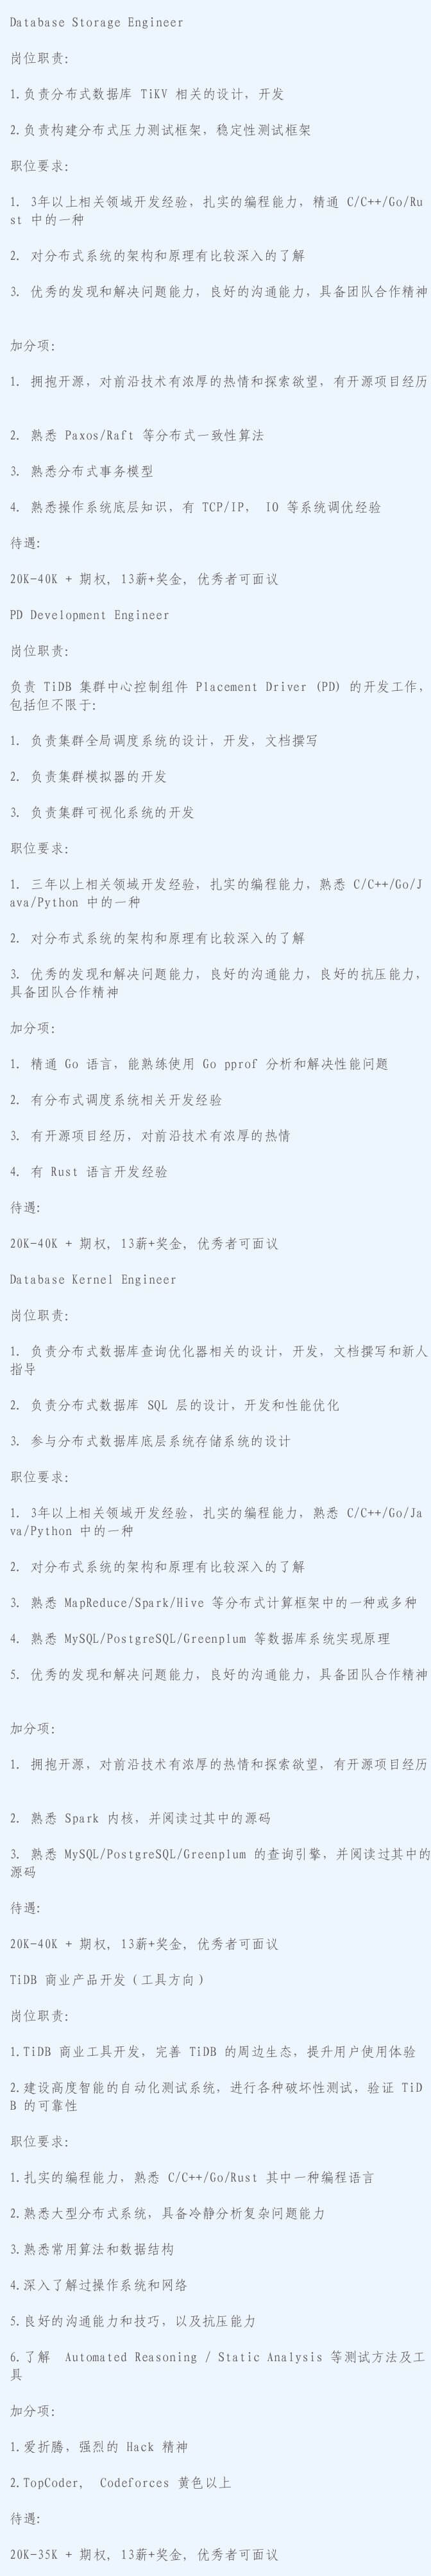 Database Storage Engineer
岗位职责：
1.负责分布式数据库 TiKV 相关的设计，开发
2.负责构建分布式压力测试框架，稳定性测试框架
职位要求：
1. 3年以上相关领域开发经验，扎实的编程能力，精通 C/C++/Go/Ru
st 中的一种
2. 对分布式系统的架构和原理有比较深入的了解
3. 优秀的发现和解决问题能力，良好的沟通能力，具备团队合作精神
加分项：
1. 拥抱开源，对前沿技术有浓厚的热情和探索欲望，有开源项目经历
2. 熟悉 Paxos/Raft 等分布式一致性算法
3. 熟悉分布式事务模型
4. 熟悉操作系统底层知识，有 TCP/IP， IO 等系统调优经验
待遇：
20K-40K + 期权, 13薪+奖金, 优秀者可面议
PD Development Engineer
岗位职责：
负责 TiDB 集群中心控制组件 Placement Driver (PD) 的开发工作，
包括但不限于：
1. 负责集群全局调度系统的设计，开发，文档撰写
2. 负责集群模拟器的开发
3. 负责集群可视化系统的开发
职位要求：
1. 三年以上相关领域开发经验，扎实的编程能力，熟悉 C/C++/Go/J
ava/Python 中的一种
2. 对分布式系统的架构和原理有比较深入的了解
3. 优秀的发现和解决问题能力，良好的沟通能力，良好的抗压能力，
具备团队合作精神
加分项：
1. 精通 Go 语言，能熟练使用 Go pprof 分析和解决性能问题
2. 有分布式调度系统相关开发经验
3. 有开源项目经历，对前沿技术有浓厚的热情
4. 有 Rust 语言开发经验
待遇：
20K-40K + 期权, 13薪+奖金, 优秀者可面议
Database Kernel Engineer
岗位职责：
1. 负责分布式数据库查询优化器相关的设计，开发，文档撰写和新人
指导
2. 负责分布式数据库 SQL 层的设计，开发和性能优化
3. 参与分布式数据库底层系统存储系统的设计
职位要求：
1. 3年以上相关领域开发经验，扎实的编程能力，熟悉 C/C++/Go/Ja
va/Python 中的一种
2. 对分布式系统的架构和原理有比较深入的了解
3. 熟悉 MapReduce/Spark/Hive 等分布式计算框架中的一种或多种
4. 熟悉 MySQL/PostgreSQL/Greenplum 等数据库系统实现原理
5. 优秀的发现和解决问题能力，良好的沟通能力，具备团队合作精神
加分项：
1. 拥抱开源，对前沿技术有浓厚的热情和探索欲望，有开源项目经历
2. 熟悉 Spark 内核，并阅读过其中的源码
3. 熟悉 MySQL/PostgreSQL/Greenplum 的查询引擎，并阅读过其中的
源码
待遇：
20K-40K + 期权, 13薪+奖金, 优秀者可面议
TiDB 商业产品开发（工具方向）
岗位职责：
1.TiDB 商业工具开发，完善 TiDB 的周边生态，提升用户使用体验
2.建设高度智能的自动化测试系统，进行各种破坏性测试，验证 TiD
B 的可靠性
职位要求：
1.扎实的编程能力，熟悉 C/C++/Go/Rust 其中一种编程语言
2.熟悉大型分布式系统，具备冷静分析复杂问题能力
3.熟悉常用算法和数据结构
4.深入了解过操作系统和网络
5.良好的沟通能力和技巧，以及抗压能力
6.了解 Automated Reasoning / Static Analysis 等测试方法及工
具
加分项：
1.爱折腾，强烈的 Hack 精神
2.TopCoder， Codeforces 黄色以上
待遇：
20K-35K + 期权, 13薪+奖金, 优秀者可面议